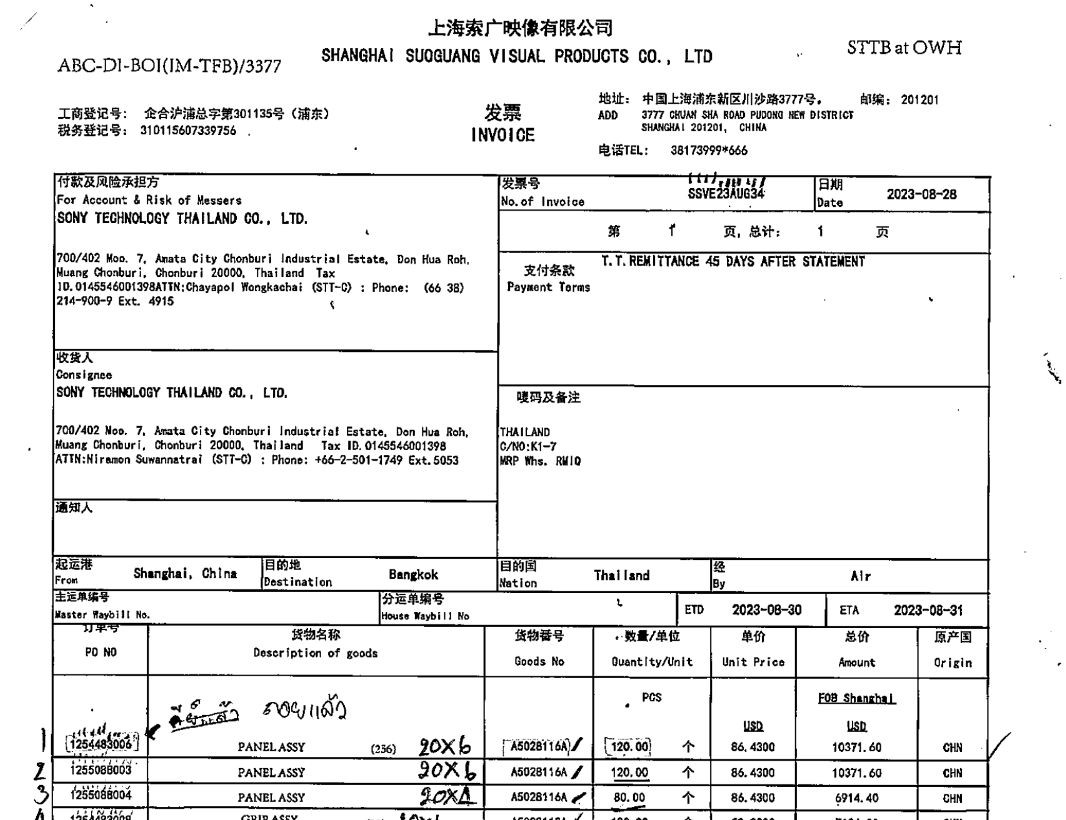 上海索广映像有限公司
SHANGHAI SUOGUANG VISUAL PRODUCTS CO., LTD
STTB at OWH
ABC-DI-BOI(IM-TFB)/3377
工商登记号: 企合沪浦总字第301135号 (浦东)
税务登记号: 310115607339756
发票
INVOICE
地址: 中国上海浦东新区川沙路3777号。 邮编: 201201
ADD 3777 CHUAN SHA ROAD PUDONG NEW DISTRICT
SHANGHAI 201201, CHINA
电话TEL: 38173999*666
付款及风险承担方
For Account & Risk of Messers
SONY TECHNOLOGY THAILAND CO., LTD.
700/402 Moo. 7, Amata City Chonburi Industrial Estate, Don Hua Roh,
Muang Chonburi, Chonburi 20000, Thailand Tax
ID.0145546001398ATTN:Chayapol Wongkachai (STT-C) : Phone: (66 38)
214-900-9 Ext. 4915
发票号
No.of Invoice
SSVE23AUG34
日期
Date
2023-08-28
第 1 页, 总计: 1 页
支付条款
Payment Terms
T.T.REMITTANCE 45 DAYS AFTER STATEMENT
收货人
Consignee
SONY TECHNOLOGY THAILAND CO., LTD.
700/402 Moo. 7, Amata City Chonburi Industrial Estate, Don Hua Roh,
Muang Chonburi, Chonburi 20000, Thailand Tax ID.0145546001398
ATTN:Niramon Suwannatrai (STT-C) : Phone: +66-2-501-1749 Ext.5053
唛码及备注
THAILAND
C/NO:K1-7
MRP Whs. RMIQ
通知人
起运港
From
Shanghai, China
目的地
Destination
Bangkok
目的国
Nation
Thailand
经
By
Air
主运单编号
Master Waybill No.
分运单编号
House Waybill No
ETD 2023-08-30 ETA 2023-08-31
订单号 货物名称 货物番号 数量/单位 单价 总价 原产国
PO NO Description of goods Goods No Quantity/Unit Unit Price Amount Origin
PCS FOB Shanghai
USD USD
1 1254483006 PANEL ASSY (236) 20X6 A5028116A 120.00 个 86.4300 10371.60 CHN
2 1255088003 PANEL ASSY 20X6 A5028116A 120.00 个 86.4300 10371.60 CHN
3 1255088004 PANEL ASSY 20X4 A5028116A 80.00 个 86.4300 6914.40 CHN